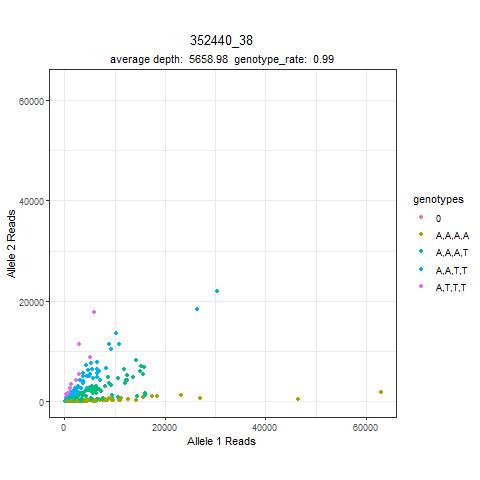 352440_38
average depth:  5658.98  genotype_rate:  0.99
60000
40000
20000
0
Allele 2 Reads
0
20000
40000
60000
Allele 1 Reads
genotypes
0
A,A,A,A
A,A,A,T
A,A,T,T
A,T,T,T